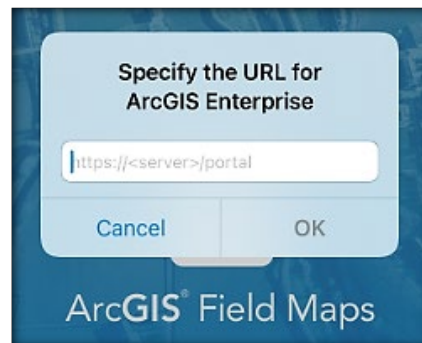 Specify the URL for
ArcGIS Enterprise
https://<server>/portal
Cancel
OK
ArcGIS® Field Maps